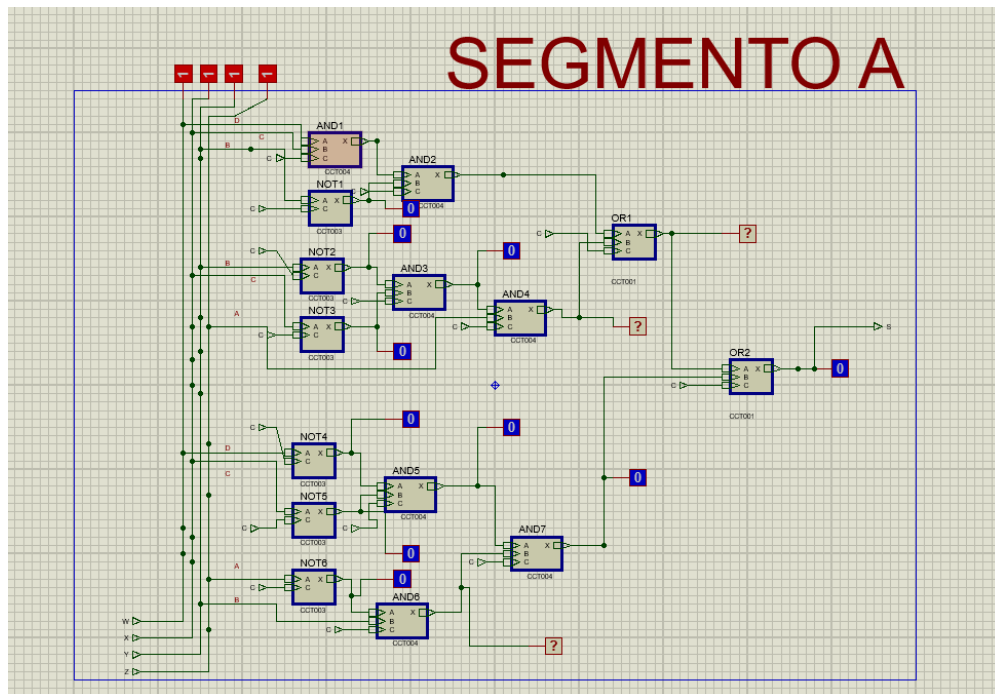 SEGMENTO A
1 1 1 1
D
C
B
AND1
A X
B
C
C
CCT004
AND2
A X
B
C
C
CCT004
NOT1
A X
C
C
CCT003
0
0
OR1
A X
B
C
C
CCT001
?
B
C
NOT2
A X
C
C
CCT003
0
AND3
A X
B
C
C
CCT004
A
NOT3
A X
C
C
CCT003
0
AND4
A X
B
C
C
CCT004
?
S
OR2
A X
B
C
C
CCT001
0
D
C
NOT4
A X
C
C
CCT003
0
0
AND5
A X
B
C
C
CCT004
0
NOT5
A X
C
C
CCT003
0
AND7
A X
B
C
C
CCT004
A
B
NOT6
A X
C
C
CCT003
0
AND6
A X
B
C
C
CCT004
?
W
X
Y
Z